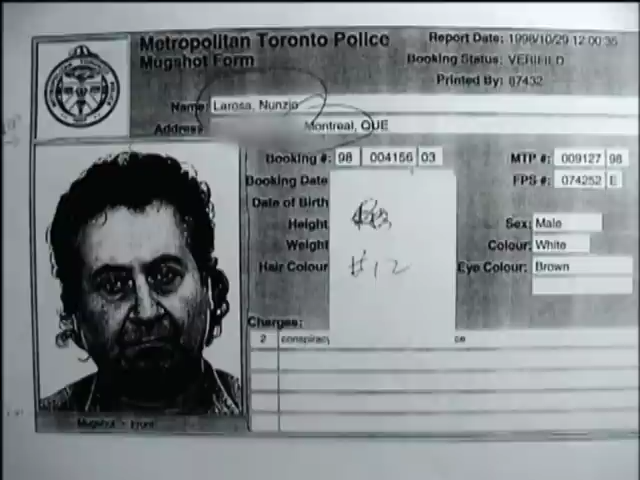 Metropolitan Toronto Police
Mugshot Form
Report Date: 1998/10/29 12:00:35
Booking Status: VERIFIED
Printed By: 87432
Name: Larosa, Nunzio
Address: Montreal, QUE
Booking #: 98 004156 03
MTP #: 009127 98
Booking Date
FPS #: 074252 E
Date of Birth
Height
Sex: Male
Weight
Colour: White
Hair Colour
#12
Eye Colour: Brown
Charges:
2 conspirac
ce
Mugshot - Front